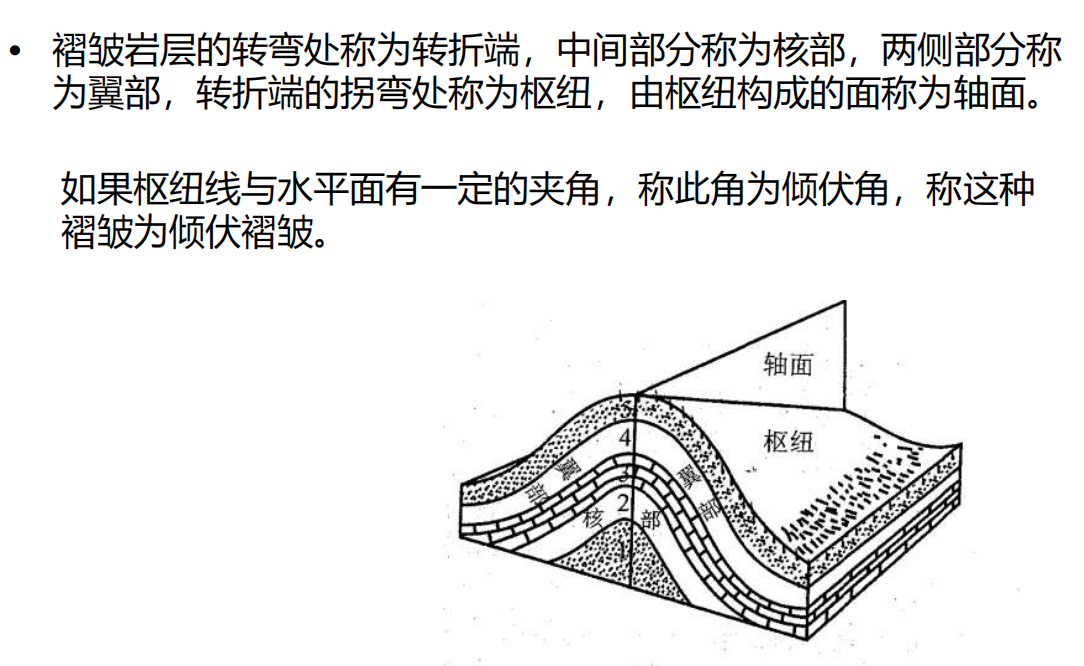 • 褶皱岩层的转弯处称为转折端，中间部分称为核部，两侧部分称
为翼部，转折端的拐弯处称为枢纽，由枢纽构成的面称为轴面。
如果枢纽线与水平面有一定的夹角，称此角为倾伏角，称这种
褶皱为倾伏褶皱。
轴面
枢纽
5
4
3
2
1
翼部
翼部
核部